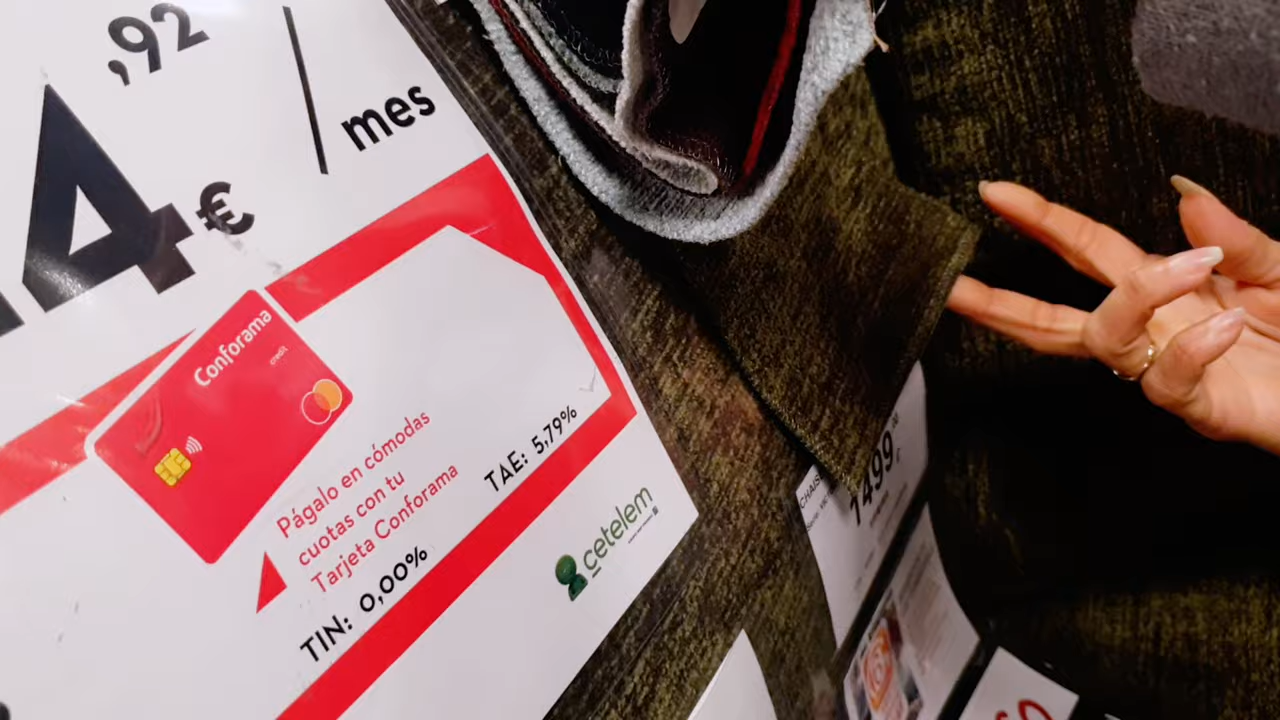 4,92 € / mes
Conforama
credit
Págalo en cómodas
cuotas con tu
Tarjeta Conforama
TIN: 0,00% TAE: 5,79%
cetelem
1499